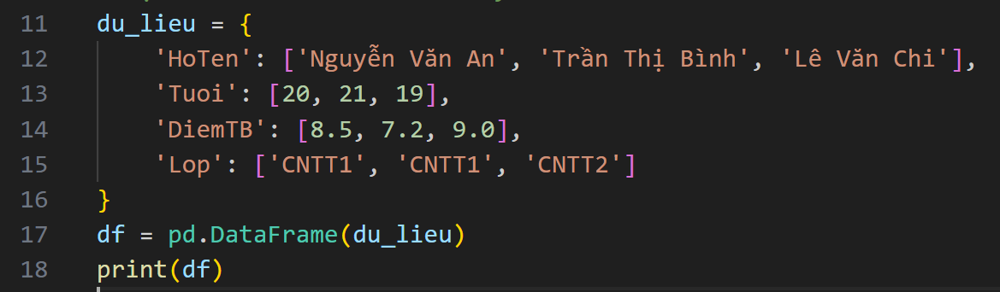 11 du_lieu = {
12 'HoTen': ['Nguyễn Văn An', 'Trần Thị Bình', 'Lê Văn Chi'],
13 'Tuoi': [20, 21, 19],
14 'DiemTB': [8.5, 7.2, 9.0],
15 'Lop': ['CNTT1', 'CNTT1', 'CNTT2']
16 }
17 df = pd.DataFrame(du_lieu)
18 print(df)